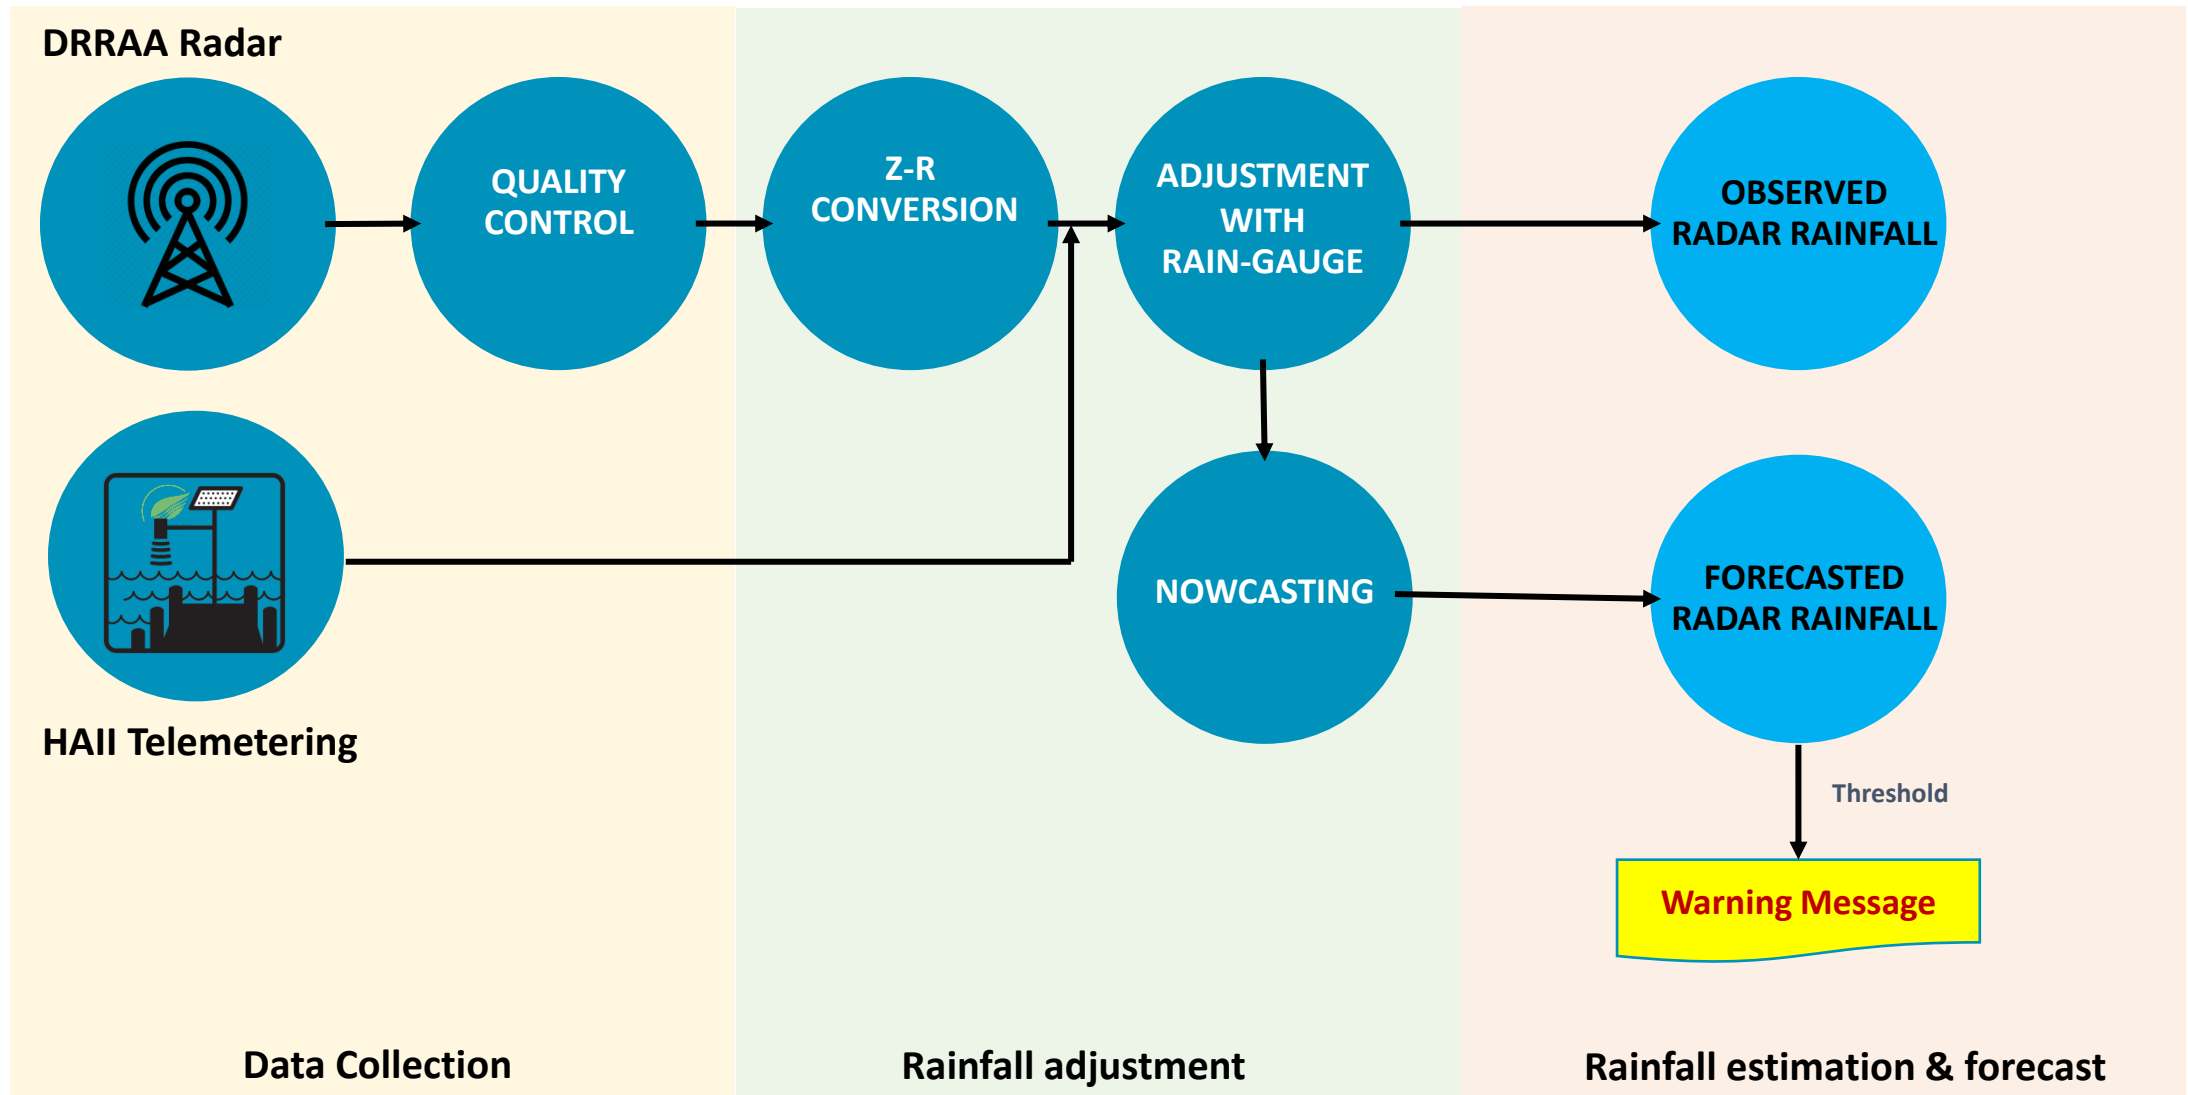 DRRAA Radar
QUALITY
CONTROL
Z-R
CONVERSION
ADJUSTMENT
WITH
RAIN-GAUGE
OBSERVED
RADAR RAINFALL
HAII Telemetering
NOWCASTING
FORECASTED
RADAR RAINFALL
Threshold
Warning Message
Data Collection
Rainfall adjustment
Rainfall estimation & forecast